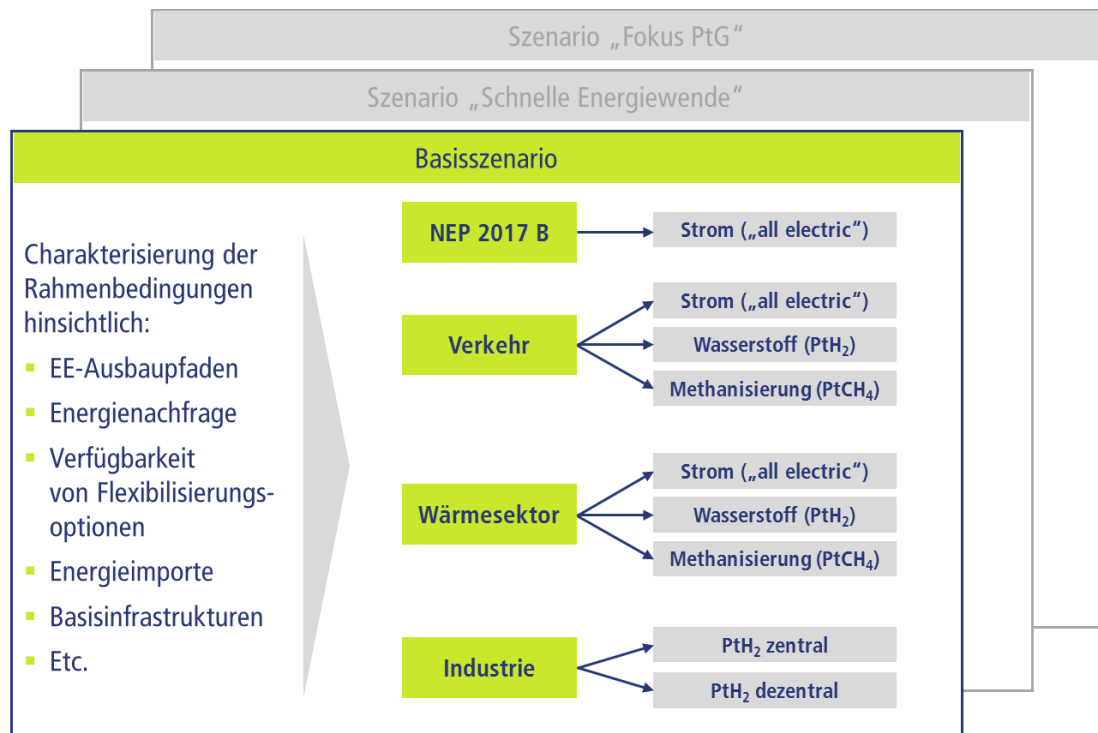 Szenario „Fokus PtG“
Szenario „Schnelle Energiewende“
Basisszenario
Charakterisierung der
Rahmenbedingungen
hinsichtlich:
▪ EE-Ausbaupfaden
▪ Energienachfrage
▪ Verfügbarkeit
von Flexibilisierungs-
optionen
▪ Energieimporte
▪ Basisinfrastrukturen
▪ Etc.
NEP 2017 B
Strom („all electric“)
Verkehr
Strom („all electric“)
Wasserstoff (PtH₂)
Methanisierung (PtCH₄)
Wärmesektor
Strom („all electric“)
Wasserstoff (PtH₂)
Methanisierung (PtCH₄)
Industrie
PtH₂ zentral
PtH₂ dezentral